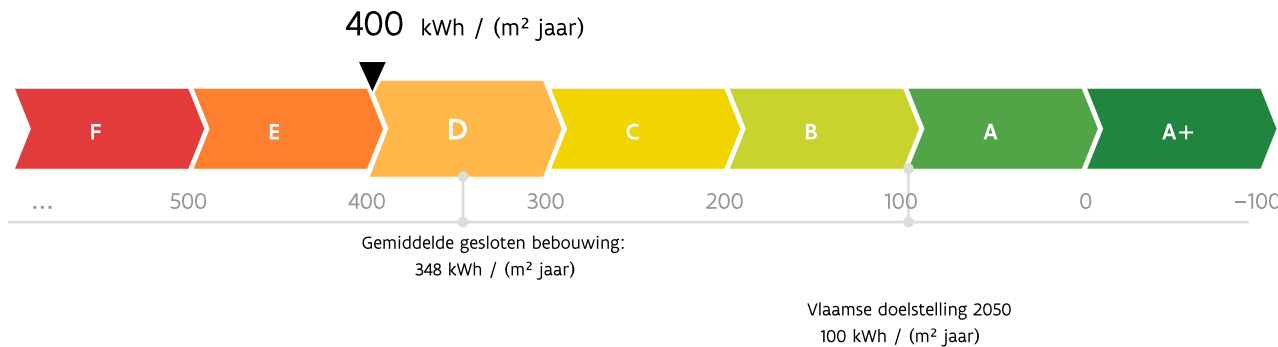 400 kWh / (m² jaar)
F E D C B A A+
... 500 400 300 200 100 0 –100
Gemiddelde gesloten bebouwing:
348 kWh / (m² jaar)
Vlaamse doelstelling 2050
100 kWh / (m² jaar)